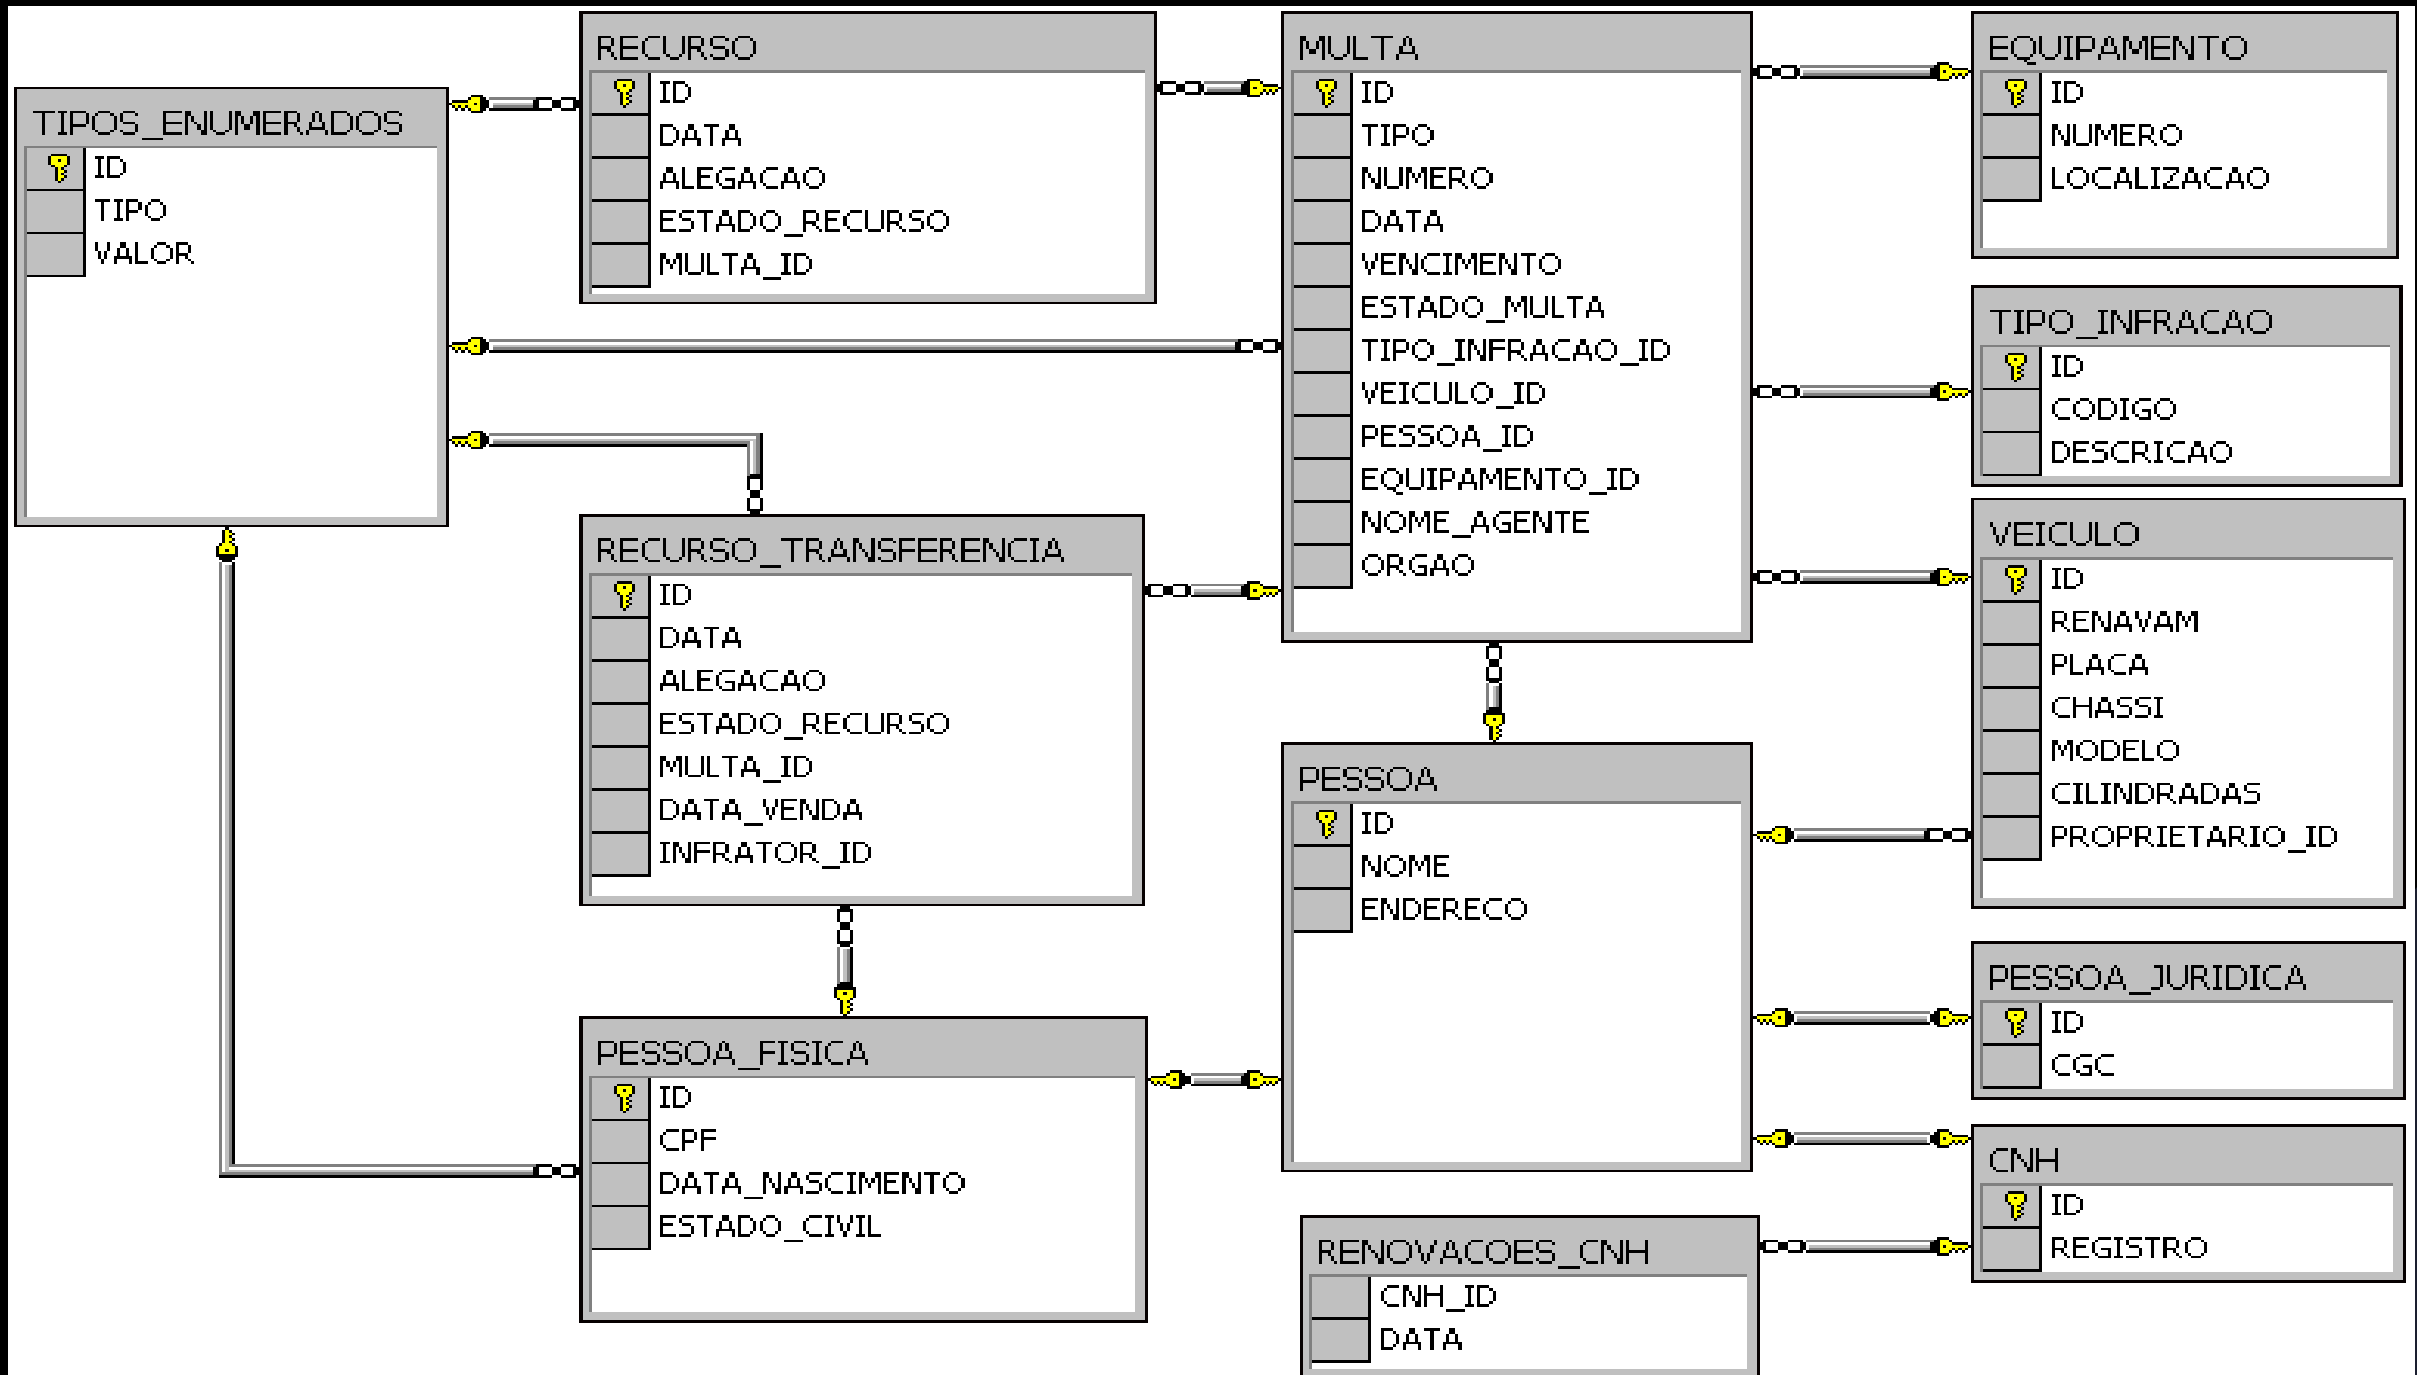 TIPOS_ENUMERADOS
ID
TIPO
VALOR
RECURSO
ID
DATA
ALEGACAO
ESTADO_RECURSO
MULTA_ID
MULTA
ID
TIPO
NUMERO
DATA
VENCIMENTO
ESTADO_MULTA
TIPO_INFRACAO_ID
VEICULO_ID
PESSOA_ID
EQUIPAMENTO_ID
NOME_AGENTE
ORGAO
EQUIPAMENTO
ID
NUMERO
LOCALIZACAO
TIPO_INFRACAO
ID
CODIGO
DESCRICAO
VEICULO
ID
RENAVAM
PLACA
CHASSI
MODELO
CILINDRADAS
PROPRIETARIO_ID
RECURSO_TRANSFERENCIA
ID
DATA
ALEGACAO
ESTADO_RECURSO
MULTA_ID
DATA_VENDA
INFRATOR_ID
PESSOA
ID
NOME
ENDERECO
PESSOA_JURIDICA
ID
CGC
PESSOA_FISICA
ID
CPF
DATA_NASCIMENTO
ESTADO_CIVIL
CNH
ID
REGISTRO
RENOVACOES_CNH
CNH_ID
DATA